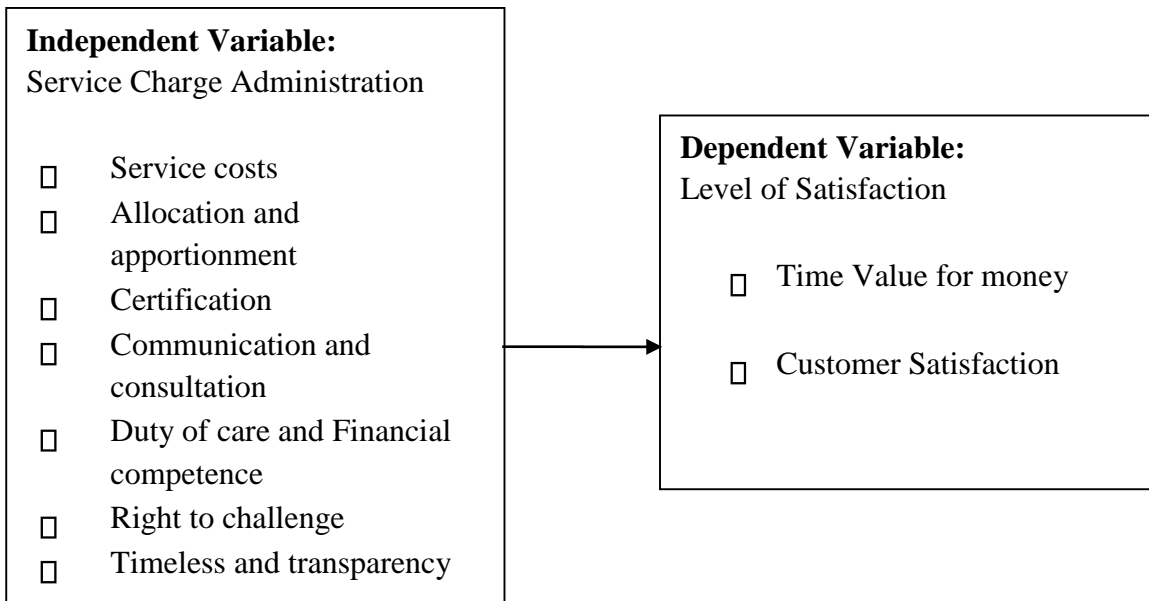 Independent Variable:
Service Charge Administration
Service costs
Allocation and
apportionment
Certification
Communication and
consultation
Duty of care and Financial
competence
Right to challenge
Timeless and transparency
Dependent Variable:
Level of Satisfaction
Time Value for money
Customer Satisfaction